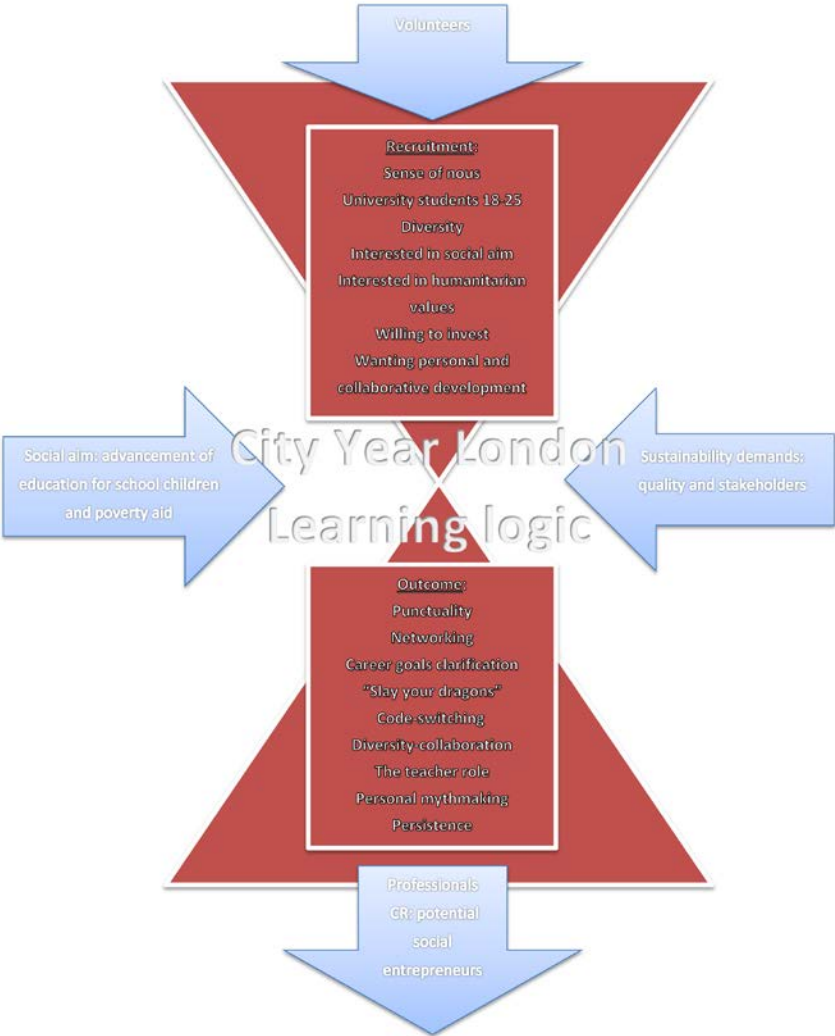 Volunteers
Recruitment:
Sense of nous
University students 18-25
Diversity
Interested in social aim
Interested in humanitarian
values
Willing to invest
Wanting personal and
collaborative development
City Year London
Learning logic
Social aim: advancement of
education for school children
and poverty aid
Sustainability demands:
quality and stakeholders
Outcome:
Punctuality
Networking
Career goals clarification
"Slay your dragons"
Code-switching
Diversity-collaboration
The teacher role
Personal mythmaking
Persistence
Professionals
CR: potential
social
entrepreneurs